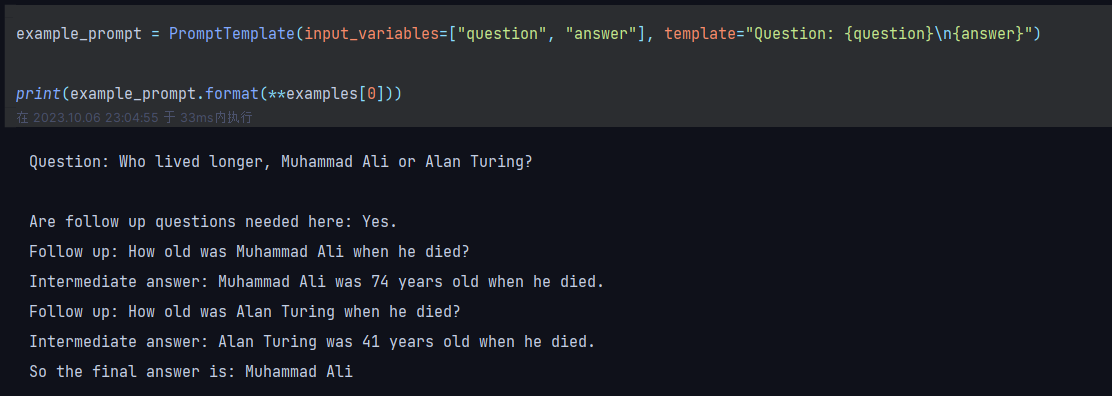 example_prompt = PromptTemplate(input_variables=["question", "answer"], template="Question: {question}\n{answer}")
print(example_prompt.format(**examples[0]))
在 2023.10.06 23:04:55 于 33ms内执行
Question: Who lived longer, Muhammad Ali or Alan Turing?
Are follow up questions needed here: Yes.
Follow up: How old was Muhammad Ali when he died?
Intermediate answer: Muhammad Ali was 74 years old when he died.
Follow up: How old was Alan Turing when he died?
Intermediate answer: Alan Turing was 41 years old when he died.
So the final answer is: Muhammad Ali